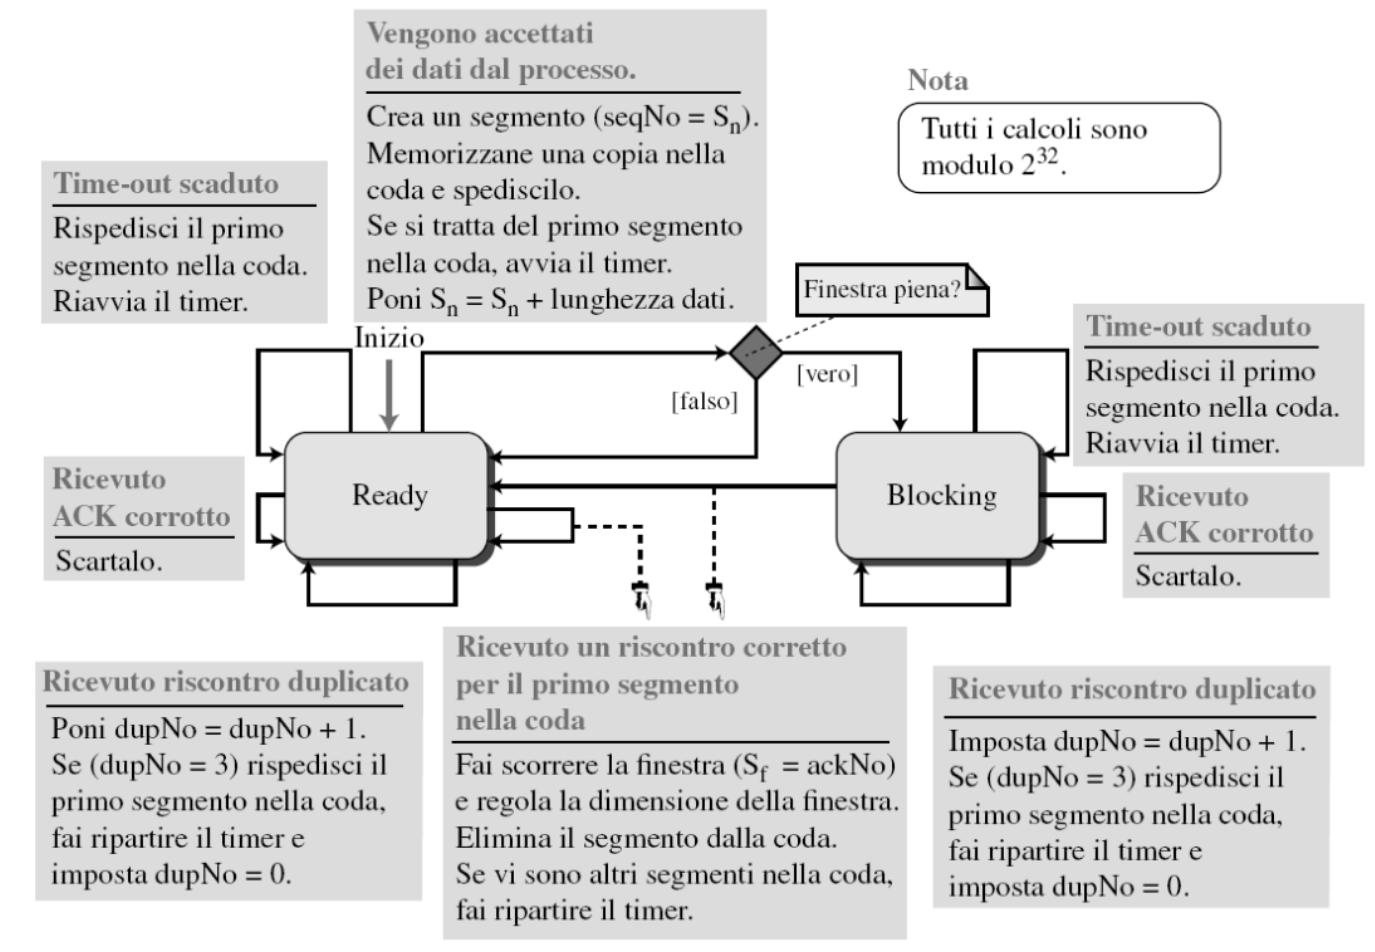 Vengono accettati
dei dati dal processo.
Crea un segmento (seqNo = Sn).
Memorizzane una copia nella
coda e spediscilo.
Se si tratta del primo segmento
nella coda, avvia il timer.
Poni Sn = Sn + lunghezza dati.
Nota
Tutti i calcoli sono
modulo 2^32.
Time-out scaduto
Rispedisci il primo
segmento nella coda.
Riavvia il timer.
Inizio
Finestra piena?
[vero]
[falso]
Time-out scaduto
Rispedisci il primo
segmento nella coda.
Riavvia il timer.
Ricevuto
ACK corrotto
Scartalo.
Ready
Blocking
Ricevuto
ACK corrotto
Scartalo.
Ricevuto riscontro duplicato
Poni dupNo = dupNo + 1.
Se (dupNo = 3) rispedisci il
primo segmento nella coda,
fai ripartire il timer e
imposta dupNo = 0.
Ricevuto un riscontro corretto
per il primo segmento
nella coda
Fai scorrere la finestra (Sf = ackNo)
e regola la dimensione della finestra.
Elimina il segmento dalla coda.
Se vi sono altri segmenti nella coda,
fai ripartire il timer.
Ricevuto riscontro duplicato
Imposta dupNo = dupNo + 1.
Se (dupNo = 3) rispedisci il
primo segmento nella coda,
fai ripartire il timer e
imposta dupNo = 0.